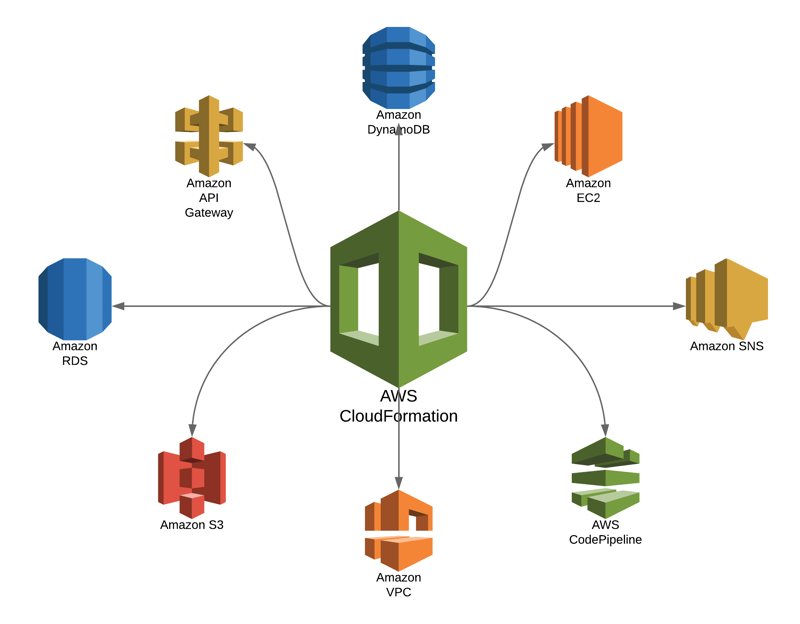 Amazon
DynamoDB
Amazon
API
Gateway
Amazon
EC2
Amazon
RDS
Amazon SNS
AWS
CloudFormation
Amazon S3
AWS
CodePipeline
Amazon
VPC